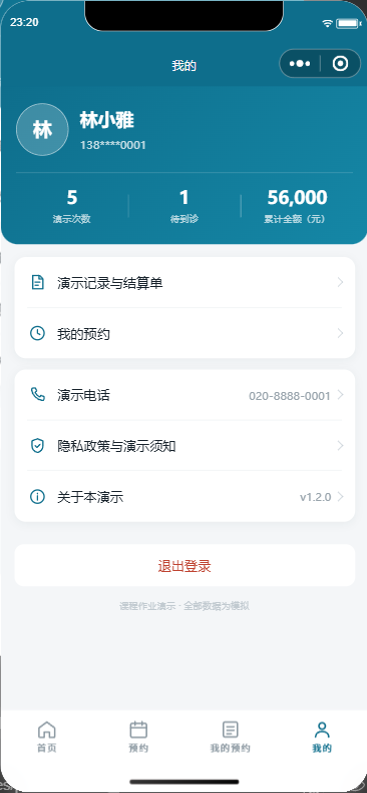 23:20
我的
林
林小雅
138****0001
5
1
56,000
演示次数
待到诊
累计金额（元）
演示记录与结算单
我的预约
演示电话
020-8888-0001
隐私政策与演示须知
关于本演示
v1.2.0
退出登录
课程作业演示 · 全部数据为模拟
首页
预约
我的预约
我的